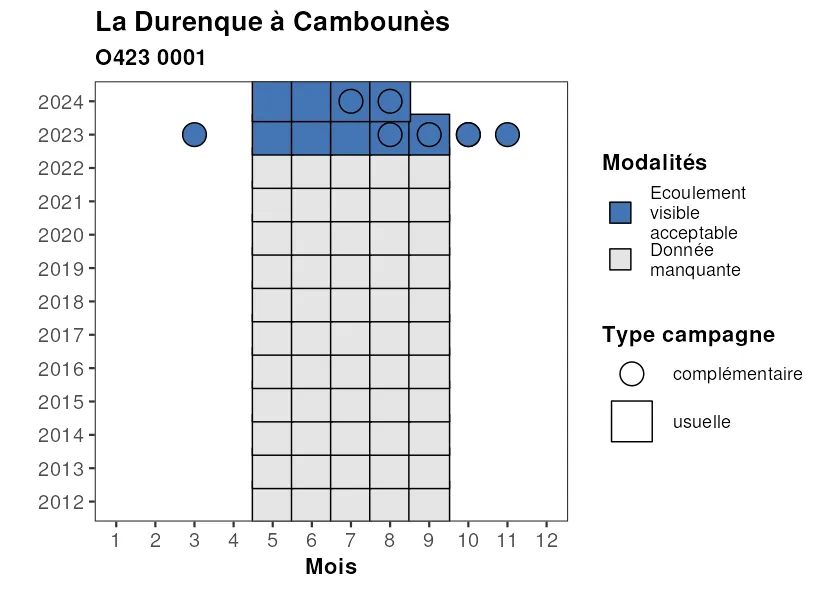 La Durenque à Cambounès
O423 0001
2024
2023
2022
2021
2020
2019
2018
2017
2016
2015
2014
2013
2012
1 2 3 4 5 6 7 8 9 10 11 12
Mois
Modalités
Ecoulement
visible
acceptable
Donnée
manquante
Type campagne
complémentaire
usuelle